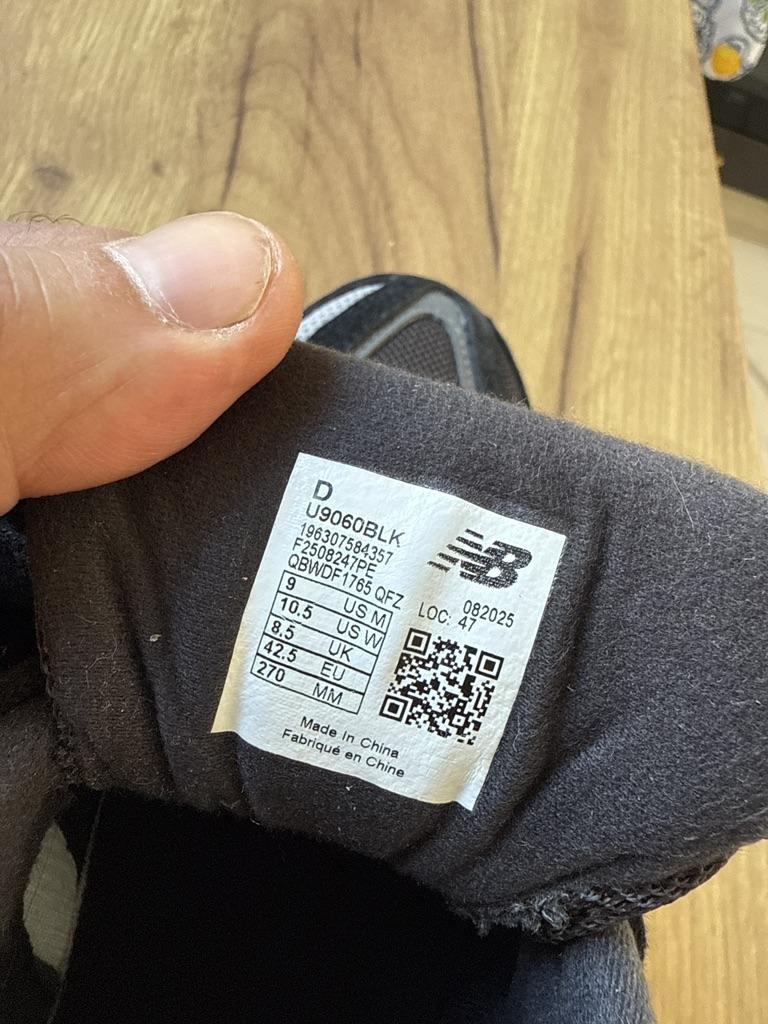 D
U9060BLK
196307584357
F2508247PE
QBWDF1765 QFZ
9 US M
10.5 US W
8.5 UK
42.5 EU
270 MM
NB
082025
LOC: 47
Made In China
Fabriqué en Chine